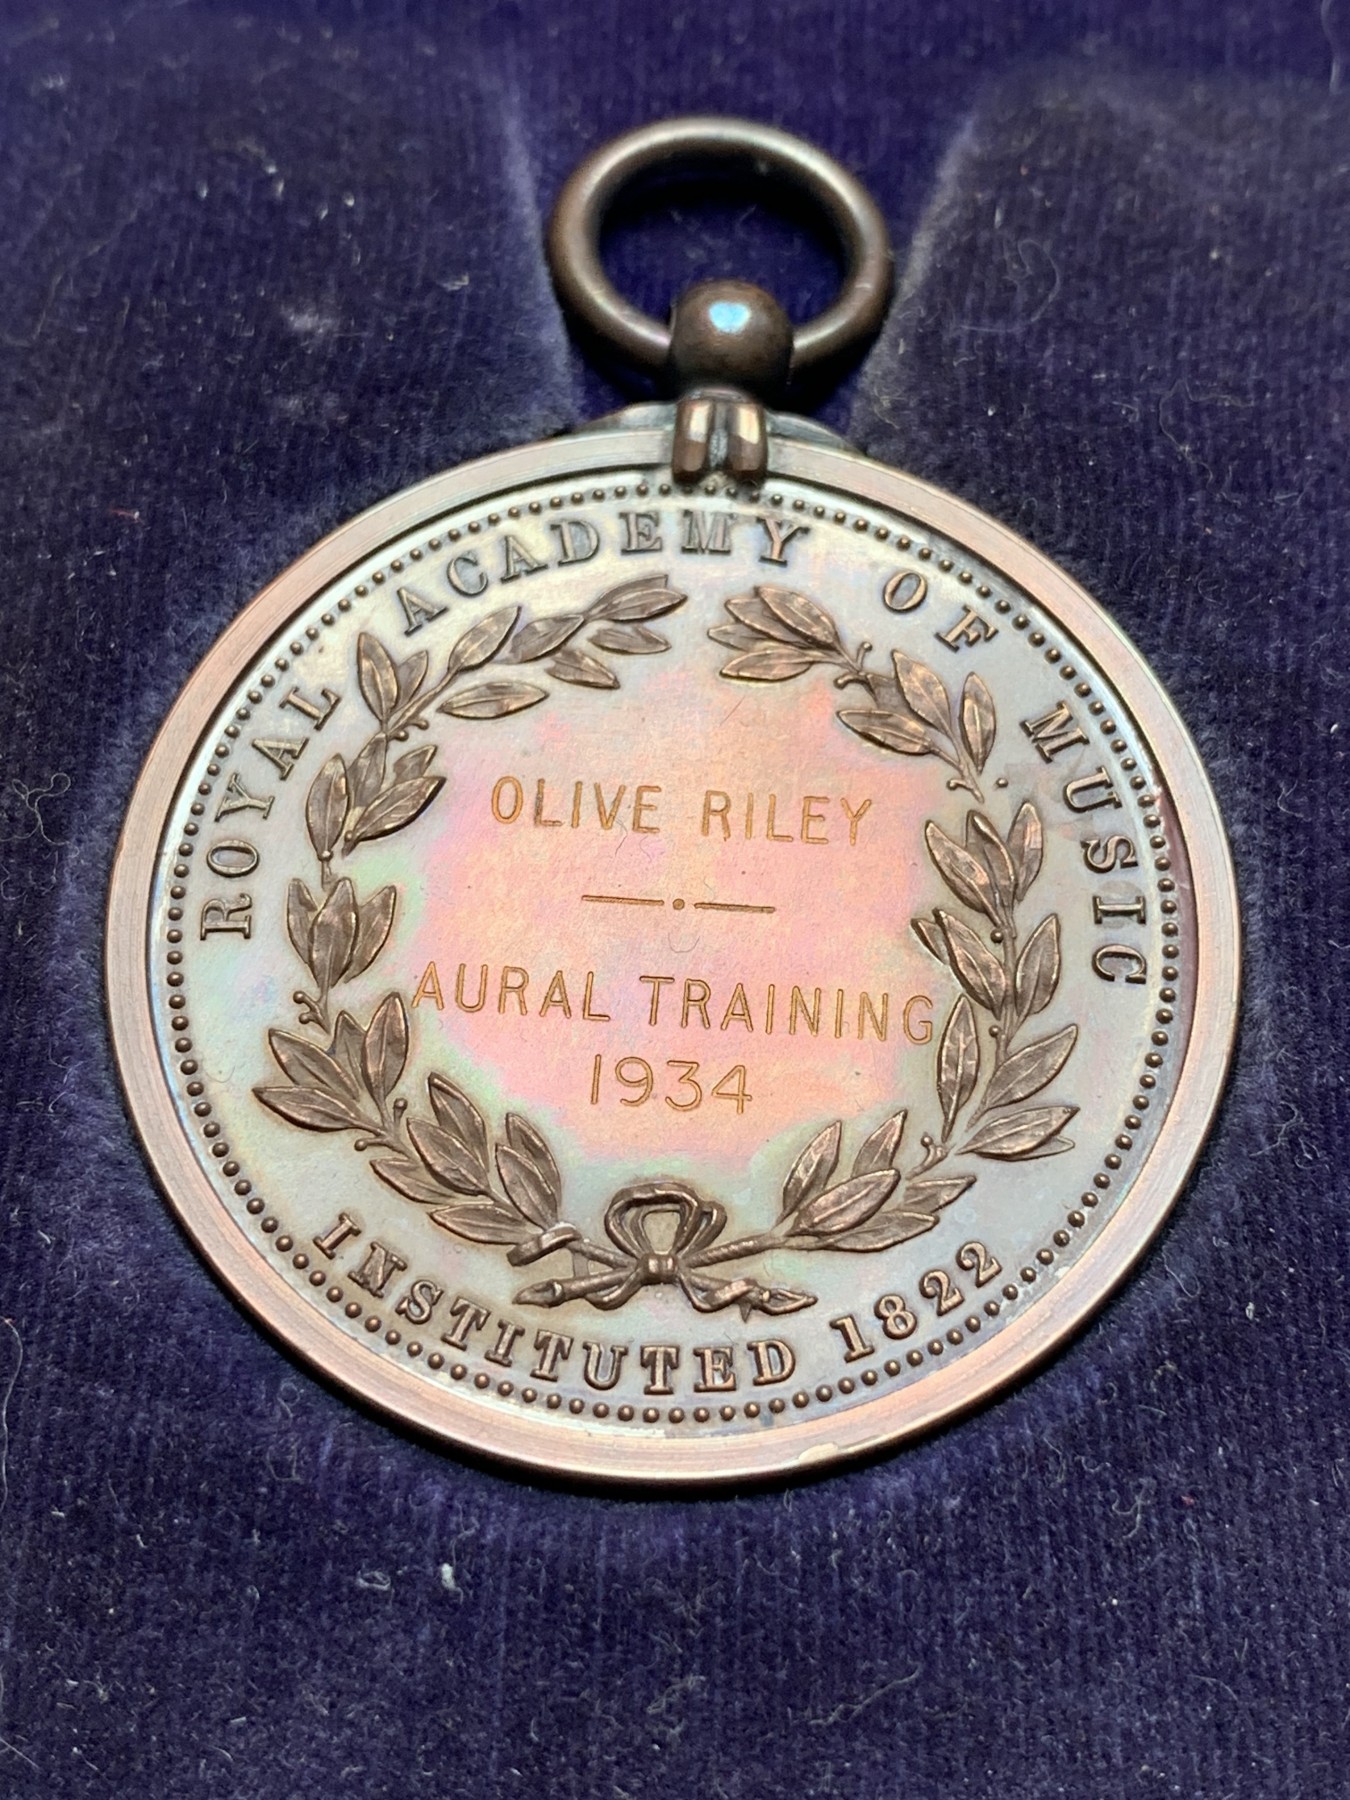 ROYAL ACADEMY OF MUSIC
OLIVE RILEY
AURAL TRAINING
1934
INSTITUTED 1822